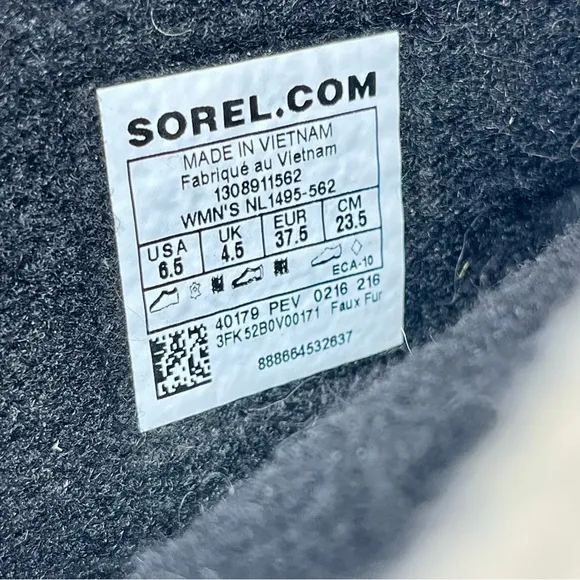 SOREL.COM
MADE IN VIETNAM
Fabriqué au Vietnam
1308911562
WMN'S NL1495-562
USA UK EUR CM
6.5 4.5 37.5 23.5
ECA-10
40179 PEV 0216 216
3FK52B0V00171 Faux Fur
888664532637